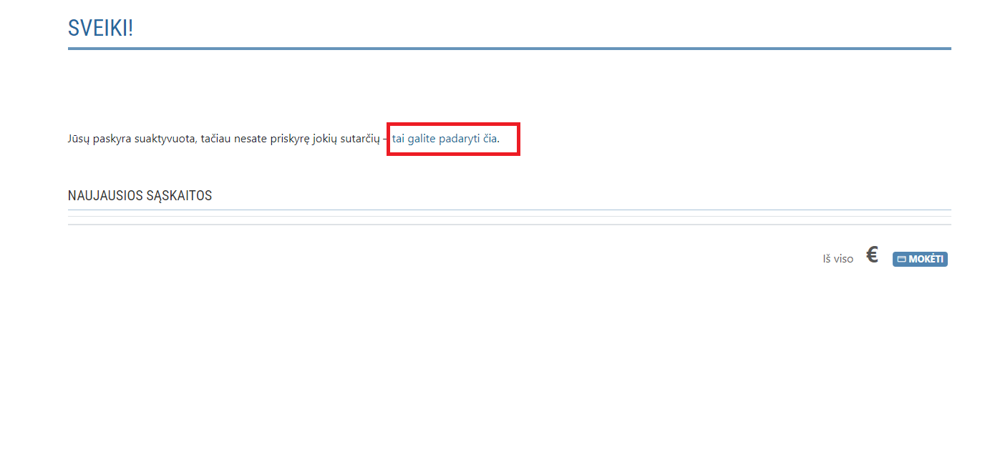 SVEIKI!
Jūsų paskyra suaktyvuota, tačiau nesate priskyrę jokių sutarčių – tai galite padaryti čia.
NAUJAUSIOS SĄSKAITOS
Iš viso € MOKĖTI